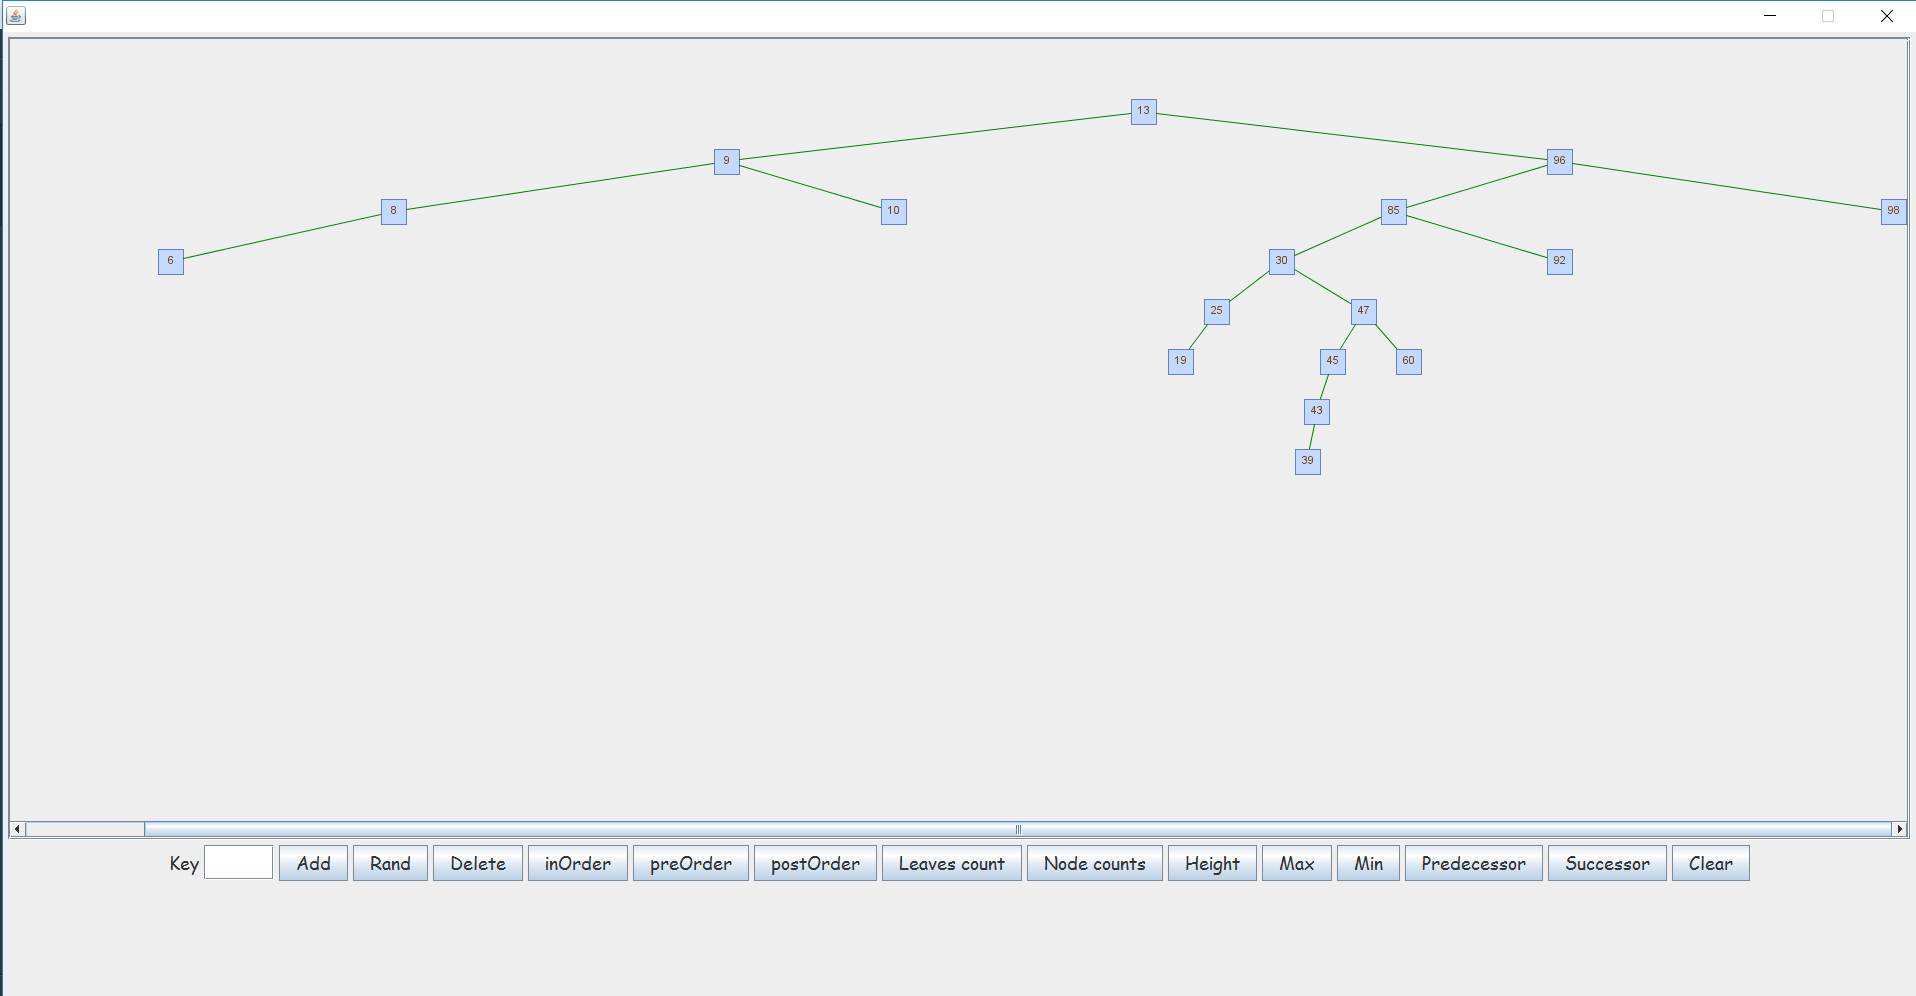 13
9 96
8 10 85 98
6 30 92
25 47
19 45 60
43
39
Key Add Rand Delete inOrder preOrder postOrder Leaves count Node counts Height Max Min Predecessor Successor Clear